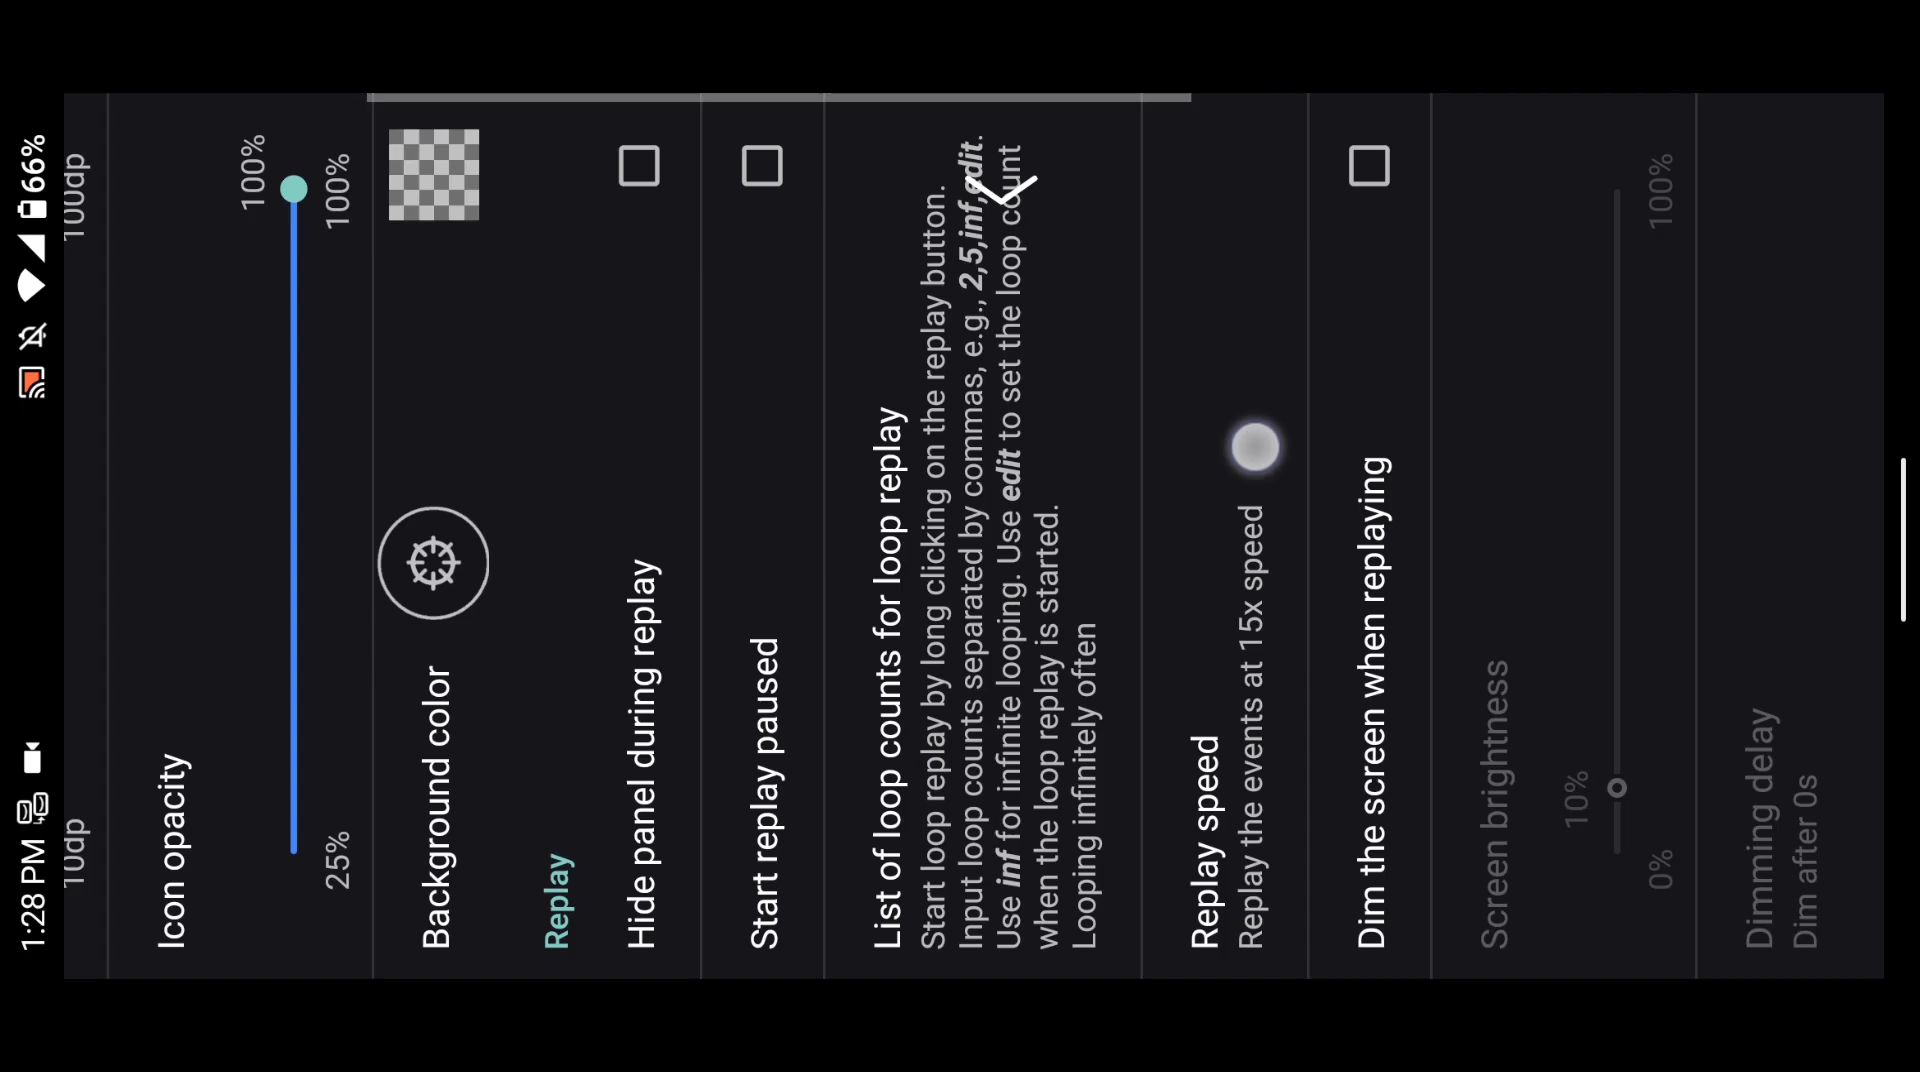 1:28 PM 66%
10dp 100dp
Icon opacity
100%
25% 100%
Background color
Replay
Hide panel during replay
Start replay paused
List of loop counts for loop replay
Start loop replay by long clicking on the replay button.
Input loop counts separated by commas, e.g., 2,5,inf,edit.
Use inf for infinite looping. Use edit to set the loop count
when the loop replay is started.
Looping infinitely often
Replay speed
Replay the events at 15x speed
Dim the screen when replaying
Screen brightness
10%
0% 100%
Dimming delay
Dim after 0s